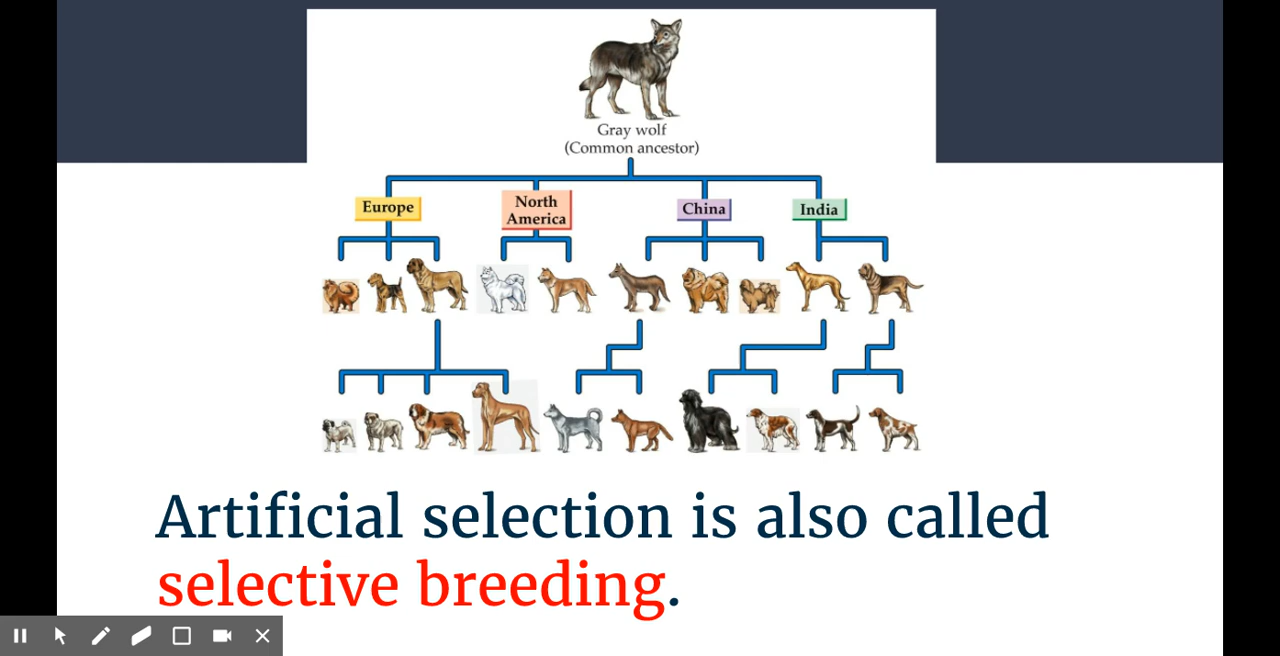 Gray wolf
(Common ancestor)
Europe
North
America
China
India
Artificial selection is also called
selective breeding.